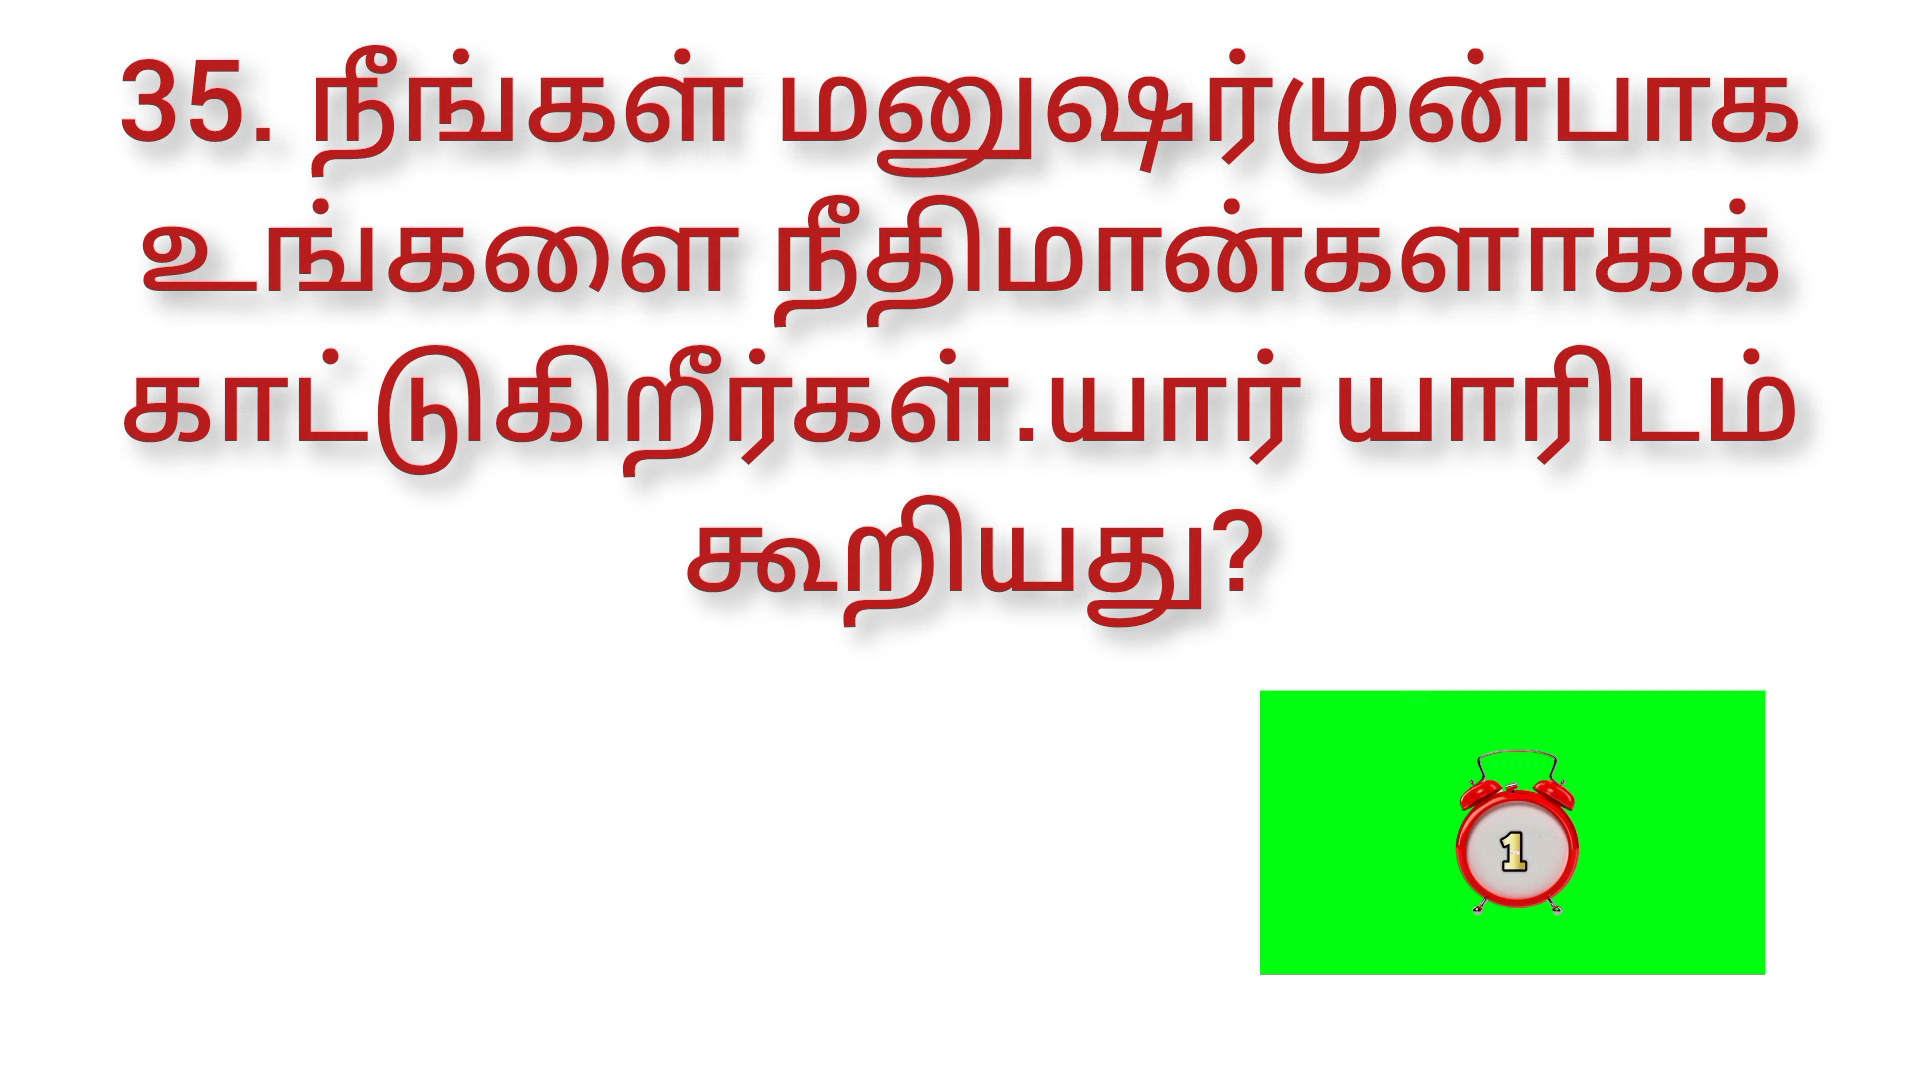 35. நீங்கள் மனுஷர்முன்பாக
உங்களை நீதிமான்களாகக்
காட்டுகிறீர்கள்.யார் யாரிடம்
கூறியது?
1